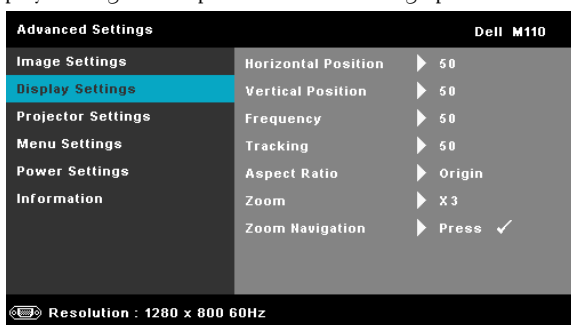 Advanced Settings Dell M110
Image Settings Horizontal Position 50
Display Settings Vertical Position 50
Projector Settings Frequency 50
Menu Settings Tracking 50
Power Settings Aspect Ratio Origin
Information Zoom X3
Zoom Navigation Press ✓
Resolution : 1280 x 800 60Hz